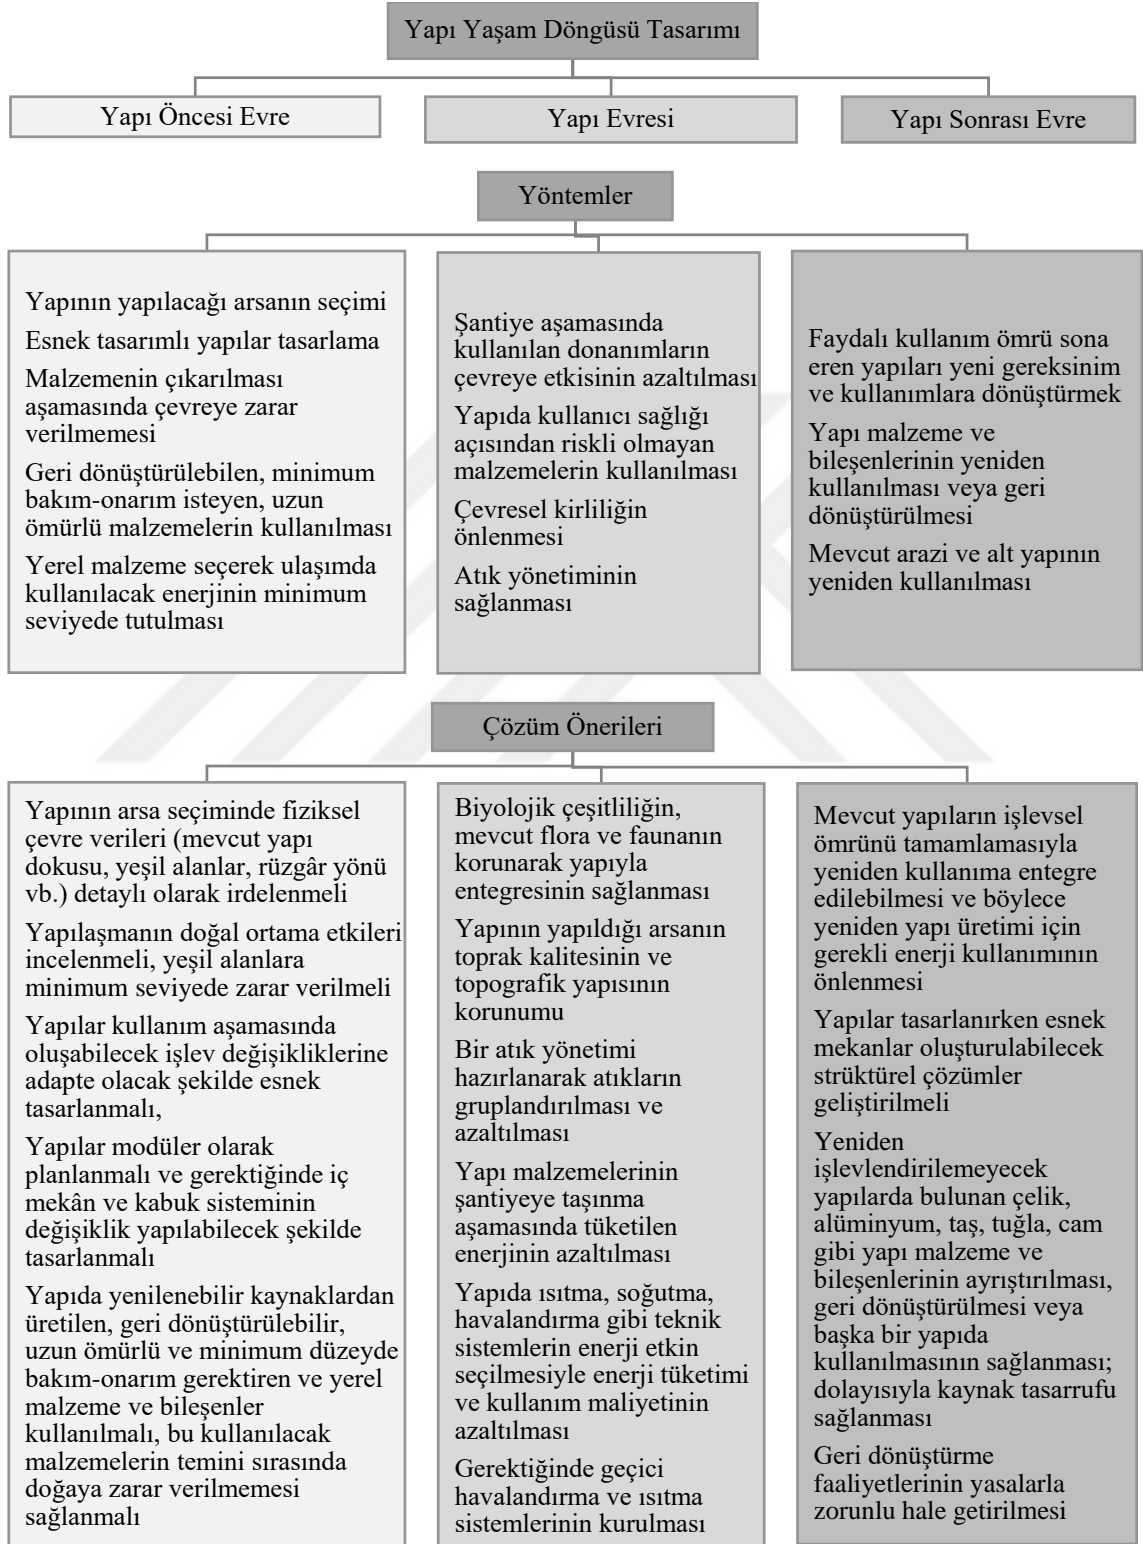 Yapı Yaşam Döngüsü Tasarımı
Yapı Öncesi Evre
Yapı Evresi
Yapı Sonrası Evre
Yöntemler
Yapının yapılacağı arsanın seçimi
Esnek tasarımlı yapılar tasarlama
Malzemenin çıkarılması
aşamasında çevreye zarar
verilmemesi
Geri dönüştürülebilen, minimum
bakım-onarım isteyen, uzun
ömürlü malzemelerin kullanılması
Yerel malzeme seçerek ulaşımda
kullanılacak enerjinin minimum
seviyede tutulması
Şantiye aşamasında
kullanılan donanımların
çevreye etkisinin azaltılması
Yapıda kullanıcı sağlığı
açısından riskli olmayan
malzemelerin kullanılması
Çevresel kirliliğin
önlenmesi
Atık yönetiminin
sağlanması
Faydalı kullanım ömrü sona
eren yapıları yeni gereksinim
ve kullanımlara dönüştürmek
Yapı malzeme ve
bileşenlerinin yeniden
kullanılması veya geri
dönüştürülmesi
Mevcut arazi ve alt yapının
yeniden kullanılması
Çözüm Önerileri
Yapının arsa seçiminde fiziksel
çevre verileri (mevcut yapı
dokusu, yeşil alanlar, rüzgâr yönü
vb.) detaylı olarak irdelenmeli
Yapılaşmanın doğal ortama etkileri
incelenmeli, yeşil alanlara
minimum seviyede zarar verilmeli
Yapılar kullanım aşamasında
oluşabilecek işlev değişikliklerine
adapte olacak şekilde esnek
tasarlanmalı,
Yapılar modüler olarak
planlanmalı ve gerektiğinde iç
mekân ve kabuk sisteminin
değişiklik yapılabilecek şekilde
tasarlanmalı
Yapıda yenilenebilir kaynaklardan
üretilen, geri dönüştürülebilir,
uzun ömürlü ve minimum düzeyde
bakım-onarım gerektiren ve yerel
malzeme ve bileşenler
kullanılmalı, bu kullanılacak
malzemelerin temini sırasında
doğaya zarar verilmemesi
sağlanmalı
Biyolojik çeşitliliğin,
mevcut flora ve faunanın
korunarak yapıyla
entegresinin sağlanması
Yapının yapıldığı arsanın
toprak kalitesinin ve
topografik yapısının
korunumu
Bir atık yönetimi
hazırlanarak atıkların
gruplandırılması ve
azaltılması
Yapı malzemelerinin
şantiyeye taşınma
aşamasında tüketilen
enerjinin azaltılması
Yapıda ısıtma, soğutma,
havalandırma gibi teknik
sistemlerin enerji etkin
seçilmesiyle enerji tüketimi
ve kullanım maliyetinin
azaltılması
Gerektiğinde geçici
havalandırma ve ısıtma
sistemlerinin kurulması
Mevcut yapıların işlevsel
ömrünü tamamlamasıyla
yeniden kullanıma entegre
edilebilmesi ve böylece
yeniden yapı üretimi için
gerekli enerji kullanımının
önlenmesi
Yapılar tasarlanırken esnek
mekanlar oluşturulabilecek
strüktürel çözümler
geliştirilmeli
Yeniden
işlevlendirilemeyecek
yapılarda bulunan çelik,
alüminyum, taş, tuğla, cam
gibi yapı malzeme ve
bileşenlerinin ayrıştırılması,
geri dönüştürülmesi veya
başka bir yapıda
kullanılmasının sağlanması;
dolayısıyla kaynak tasarrufu
sağlanması
Geri dönüştürme
faaliyetlerinin yasalarla
zorunlu hale getirilmesi